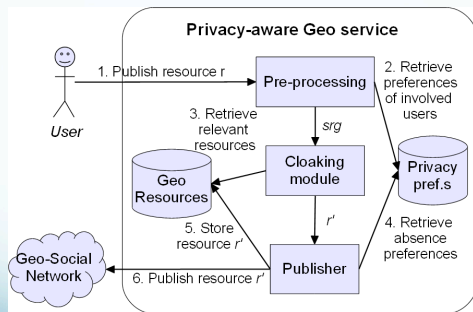 Privacy-aware Geo service
1. Publish resource r
User
Pre-processing
2. Retrieve
preferences
of involved
users
3. Retrieve
relevant
resources
srg
Cloaking
module
Geo
Resources
Privacy
pref.s
r'
4. Retrieve
absence
preferences
5. Store
resource r'
Geo-Social
Network
6. Publish resource r'
Publisher